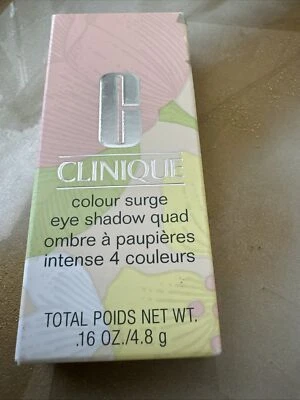 C
CLINIQUE
colour surge
eye shadow quad
ombre à paupières
intense 4 couleurs
TOTAL POIDS NET WT.
.16 OZ./4.8 g